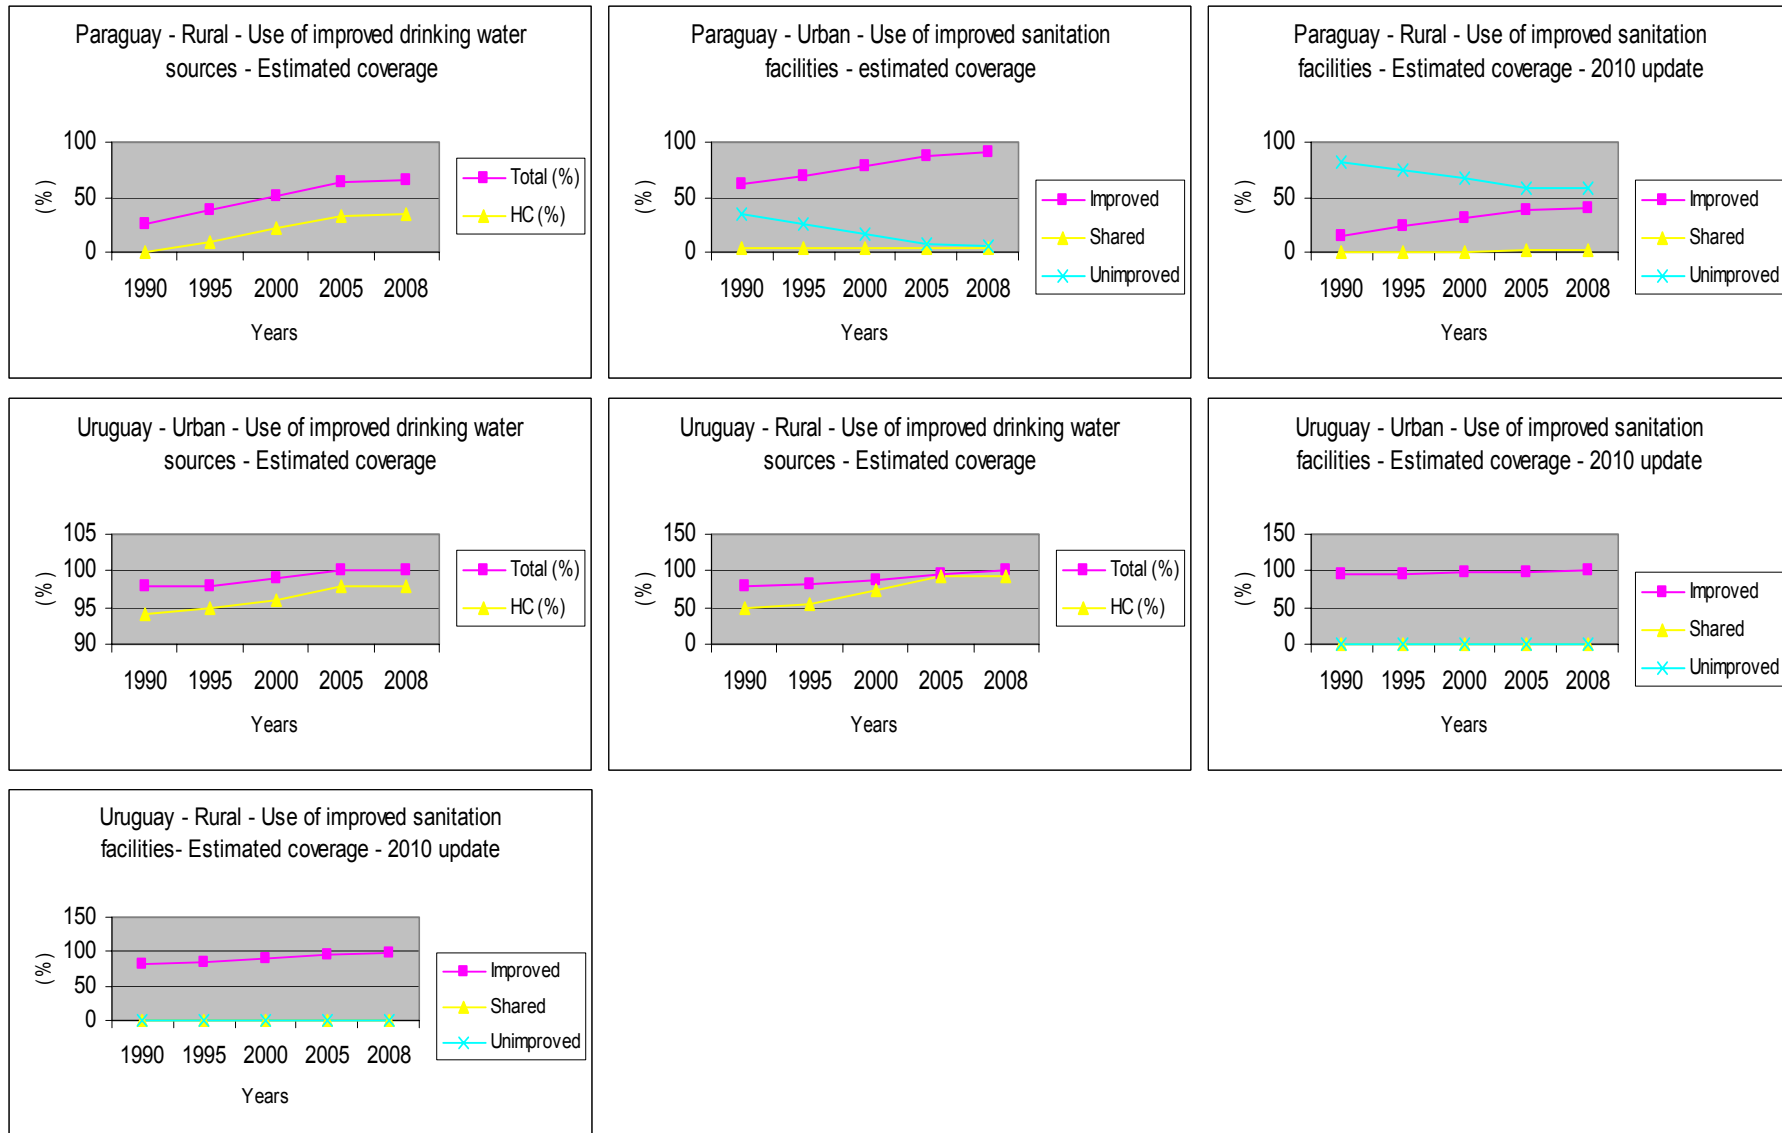 Paraguay - Rural - Use of improved drinking water
sources - Estimated coverage
100
50
0
(%)
1990 1995 2000 2005 2008
Years
Total (%)
HC (%)
Paraguay - Urban - Use of improved sanitation
facilities - estimated coverage
100
50
0
(%)
1990 1995 2000 2005 2008
Years
Improved
Shared
Unimproved
Paraguay - Rural - Use of improved sanitation
facilities - Estimated coverage - 2010 update
100
50
0
(%)
1990 1995 2000 2005 2008
Years
Improved
Shared
Unimproved
Uruguay - Urban - Use of improved drinking water
sources - Estimated coverage
105
100
95
90
(%)
1990 1995 2000 2005 2008
Years
Total (%)
HC (%)
Uruguay - Rural - Use of improved drinking water
sources - Estimated coverage
150
100
50
0
(%)
1990 1995 2000 2005 2008
Years
Total (%)
HC (%)
Uruguay - Urban - Use of improved sanitation
facilities - Estimated coverage - 2010 update
150
100
50
0
(%)
1990 1995 2000 2005 2008
Years
Improved
Shared
Unimproved
Uruguay - Rural - Use of improved sanitation
facilities- Estimated coverage - 2010 update
150
100
50
0
(%)
1990 1995 2000 2005 2008
Years
Improved
Shared
Unimproved